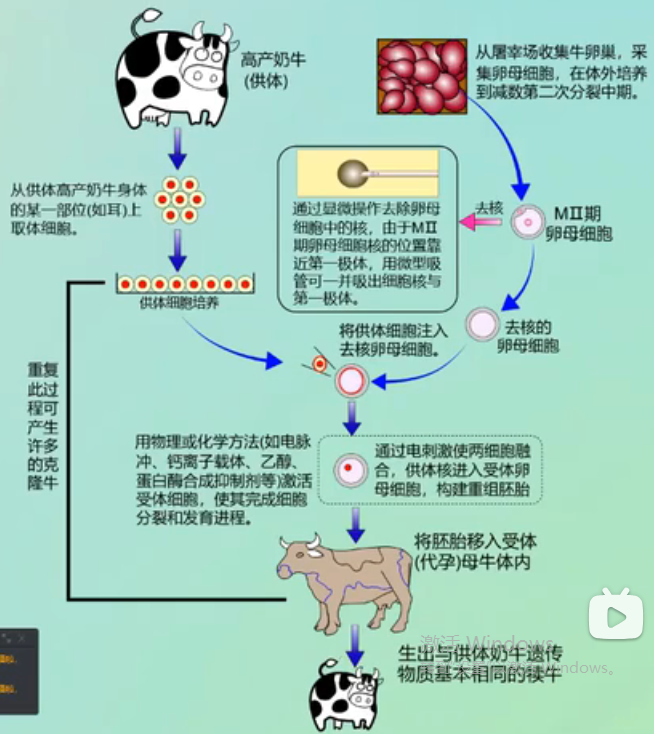 高产奶牛
(供体)
从屠宰场收集牛卵巢，采
集卵母细胞，在体外培养
到减数第二次分裂中期。
从供体高产奶牛身体
的某一部位(如耳)上
取体细胞。
通过显微操作去除卵母
细胞中的核，由于MⅡ
期卵母细胞核的位置靠
近第一极体，用微型吸
管可一并吸出细胞核与
第一极体。
去核
MⅡ期
卵母细胞
供体细胞培养
将供体细胞注入
去核卵母细胞。
去核的
卵母细胞
重复
此过
程可
产生
许多
的克
隆牛
用物理或化学方法(如电脉
冲、钙离子载体、乙醇、
蛋白酶合成抑制剂等)激活
受体细胞，使其完成细胞
分裂和发育进程。
通过电刺激使两细胞融
合，供体核进入受体卵
母细胞，构建重组胚胎
将胚胎移入受体
(代孕)母牛体内
激活 Windows
生出与供体奶牛遗传
物质基本相同的犊牛